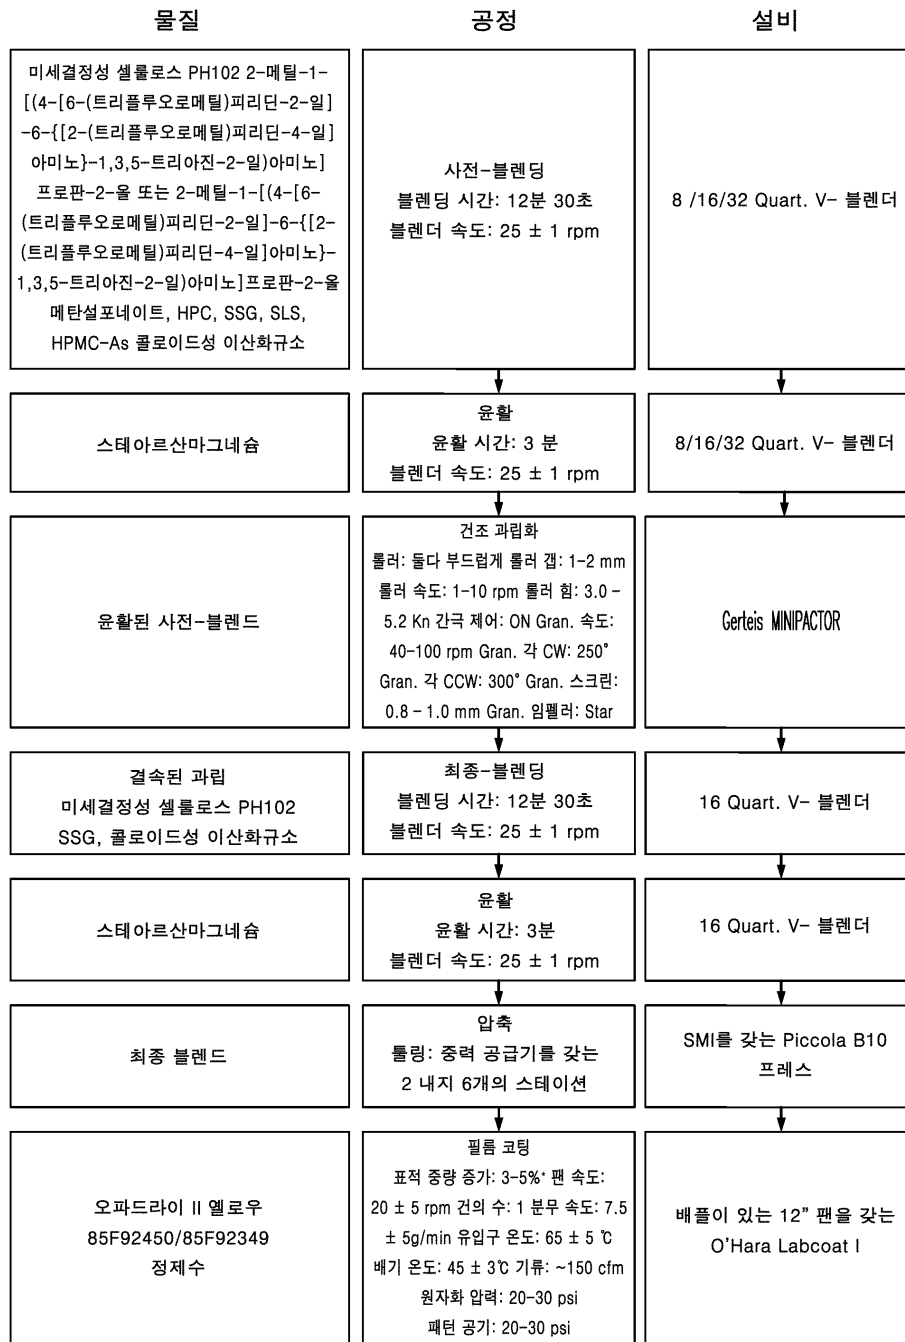 물질
공정
설비
미세결정성 셀룰로스 PH102 2-메틸-1-
[(4-[6-(트리플루오로메틸)피리딘-2-일]
-6-{[2-(트리플루오로메틸)피리딘-4-일]
아미노}-1,3,5-트리아진-2-일)아미노]
프로판-2-올 또는 2-메틸-1-[(4-[6-
(트리플루오로메틸)피리딘-2-일]-6-{[2-
(트리플루오로메틸)피리딘-4-일]아미노}-
1,3,5-트리아진-2-일)아미노]프로판-2-올
메탄설포네이트, HPC, SSG, SLS,
HPMC-As 콜로이드성 이산화규소
사전-블렌딩
블렌딩 시간: 12분 30초
블렌더 속도: 25 ± 1 rpm
8 /16/32 Quart. V- 블렌더
스테아르산마그네슘
윤활
윤활 시간: 3 분
블렌더 속도: 25 ± 1 rpm
8/16/32 Quart. V- 블렌더
윤활된 사전-블렌드
건조 과립화
롤러: 둘다 부드럽게 롤러 갭: 1-2 mm
롤러 속도: 1-10 rpm 롤러 힘: 3.0 -
5.2 Kn 간극 제어: ON Gran. 속도:
40-100 rpm Gran. 각 CW: 250°
Gran. 각 CCW: 300° Gran. 스크린:
0.8 - 1.0 mm Gran. 임펠러: Star
Gerteis MINIPACTOR
결속된 과립
미세결정성 셀룰로스 PH102
SSG, 콜로이드성 이산화규소
최종-블렌딩
블렌딩 시간: 12분 30초
블렌더 속도: 25 ± 1 rpm
16 Quart. V- 블렌더
스테아르산마그네슘
윤활
윤활 시간: 3분
블렌더 속도: 25 ± 1 rpm
16 Quart. V- 블렌더
최종 블렌드
압축
툴링: 중력 공급기를 갖는
2 내지 6개의 스테이션
SMI를 갖는 Piccola B10
프레스
오파드라이 II 옐로우
85F92450/85F92349
정제수
필름 코팅
표적 중량 증가: 3-5%* 팬 속도:
20 ± 5 rpm 건의 수: 1 분무 속도: 7.5
± 5g/min 유입구 온도: 65 ± 5 ℃
배기 온도: 45 ± 3℃ 기류: ~150 cfm
원자화 압력: 20-30 psi
패턴 공기: 20-30 psi
배플이 있는 12" 팬을 갖는
O'Hara Labcoat I